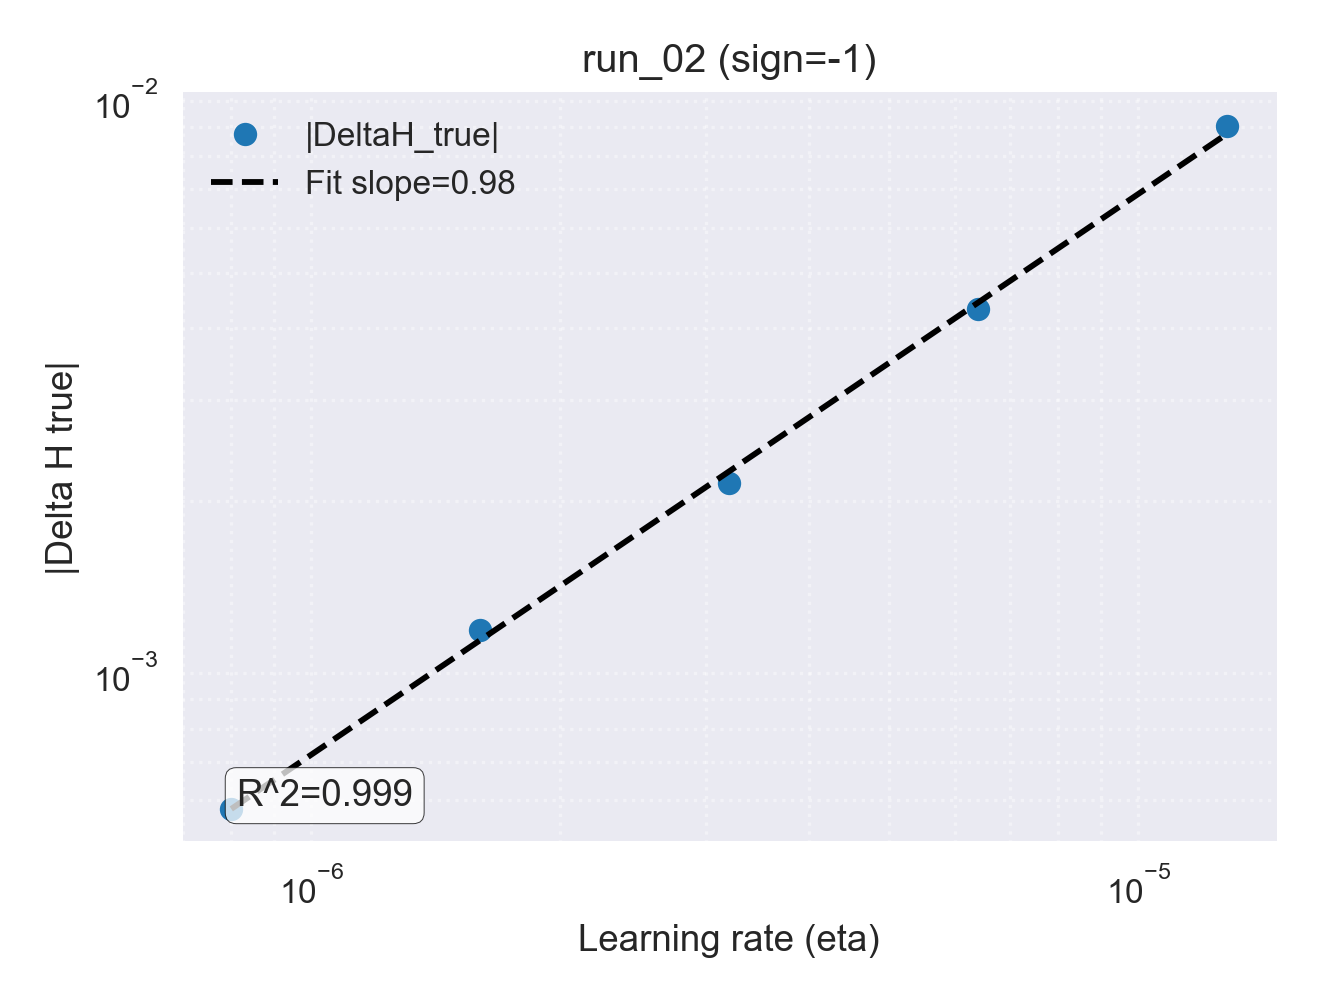 run_02 (sign=-1)
10⁻²
|DeltaH_true|
Fit slope=0.98
|Delta H true|
10⁻³
R^2=0.999
10⁻⁶
10⁻⁵
Learning rate (eta)